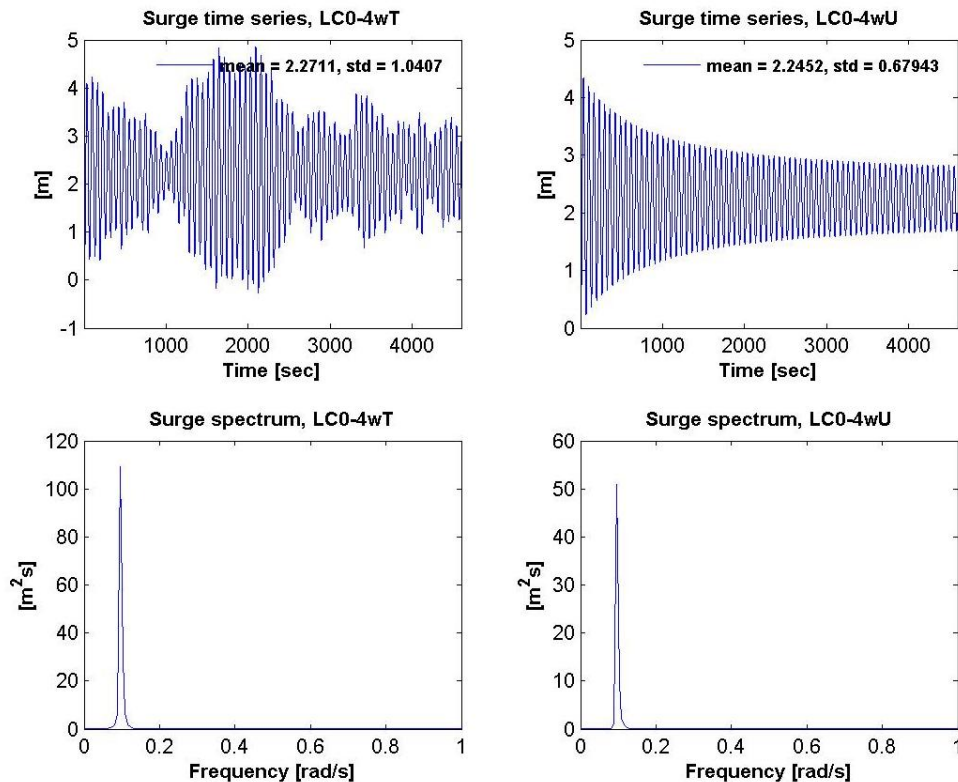 Surge time series, LC0-4wT
mean = 2.2711, std = 1.0407
5
4
3
2
1
0
-1
[m]
1000 2000 3000 4000
Time [sec]
Surge time series, LC0-4wU
mean = 2.2452, std = 0.67943
5
4
3
2
1
0
[m]
1000 2000 3000 4000
Time [sec]
Surge spectrum, LC0-4wT
120
100
80
60
40
20
0
[m²s]
0 0.2 0.4 0.6 0.8 1
Frequency [rad/s]
Surge spectrum, LC0-4wU
60
50
40
30
20
10
0
[m²s]
0 0.2 0.4 0.6 0.8 1
Frequency [rad/s]